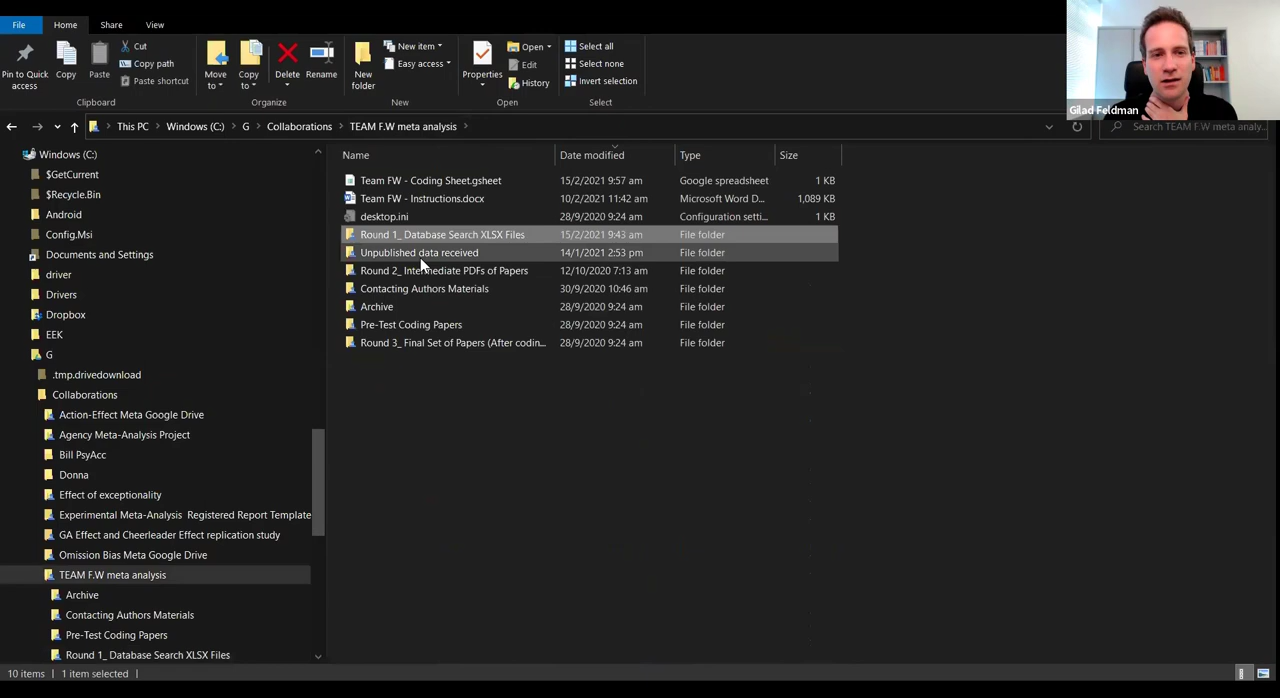 File Home Share View
Pin to Quick access
Copy
Paste
Cut
Copy path
Paste shortcut
Clipboard
Move to
Copy to
Delete
Rename
Organize
New folder
New item
Easy access
New
Properties
Open
Edit
History
Open
Select all
Select none
Invert selection
Select
Gilad Feldman
This PC Windows (C:) G Collaborations TEAM F.W meta analysis
Search TEAM F.W meta analy...
Windows (C:)
$GetCurrent
$Recycle.Bin
Android
Config.Msi
Documents and Settings
driver
Drivers
Dropbox
EEK
G
.tmp.drivedownload
Collaborations
Action-Effect Meta Google Drive
Agency Meta-Analysis Project
Bill PsyAcc
Donna
Effect of exceptionality
Experimental Meta-Analysis Registered Report Template
GA Effect and Cheerleader Effect replication study
Omission Bias Meta Google Drive
TEAM F.W meta analysis
Archive
Contacting Authors Materials
Pre-Test Coding Papers
Round 1_ Database Search XLSX Files
Name Date modified Type Size
Team FW - Coding Sheet.gsheet 15/2/2021 9:57 am Google spreadsheet 1 KB
Team FW - Instructions.docx 10/2/2021 11:42 am Microsoft Word D... 1,089 KB
desktop.ini 28/9/2020 9:24 am Configuration setti... 1 KB
Round 1_ Database Search XLSX Files 15/2/2021 9:43 am File folder
Unpublished data received 14/1/2021 2:53 pm File folder
Round 2_ Intermediate PDFs of Papers 12/10/2020 7:13 am File folder
Contacting Authors Materials 30/9/2020 10:46 am File folder
Archive 28/9/2020 9:24 am File folder
Pre-Test Coding Papers 28/9/2020 9:24 am File folder
Round 3_ Final Set of Papers (After codin... 28/9/2020 9:24 am File folder
10 items 1 item selected